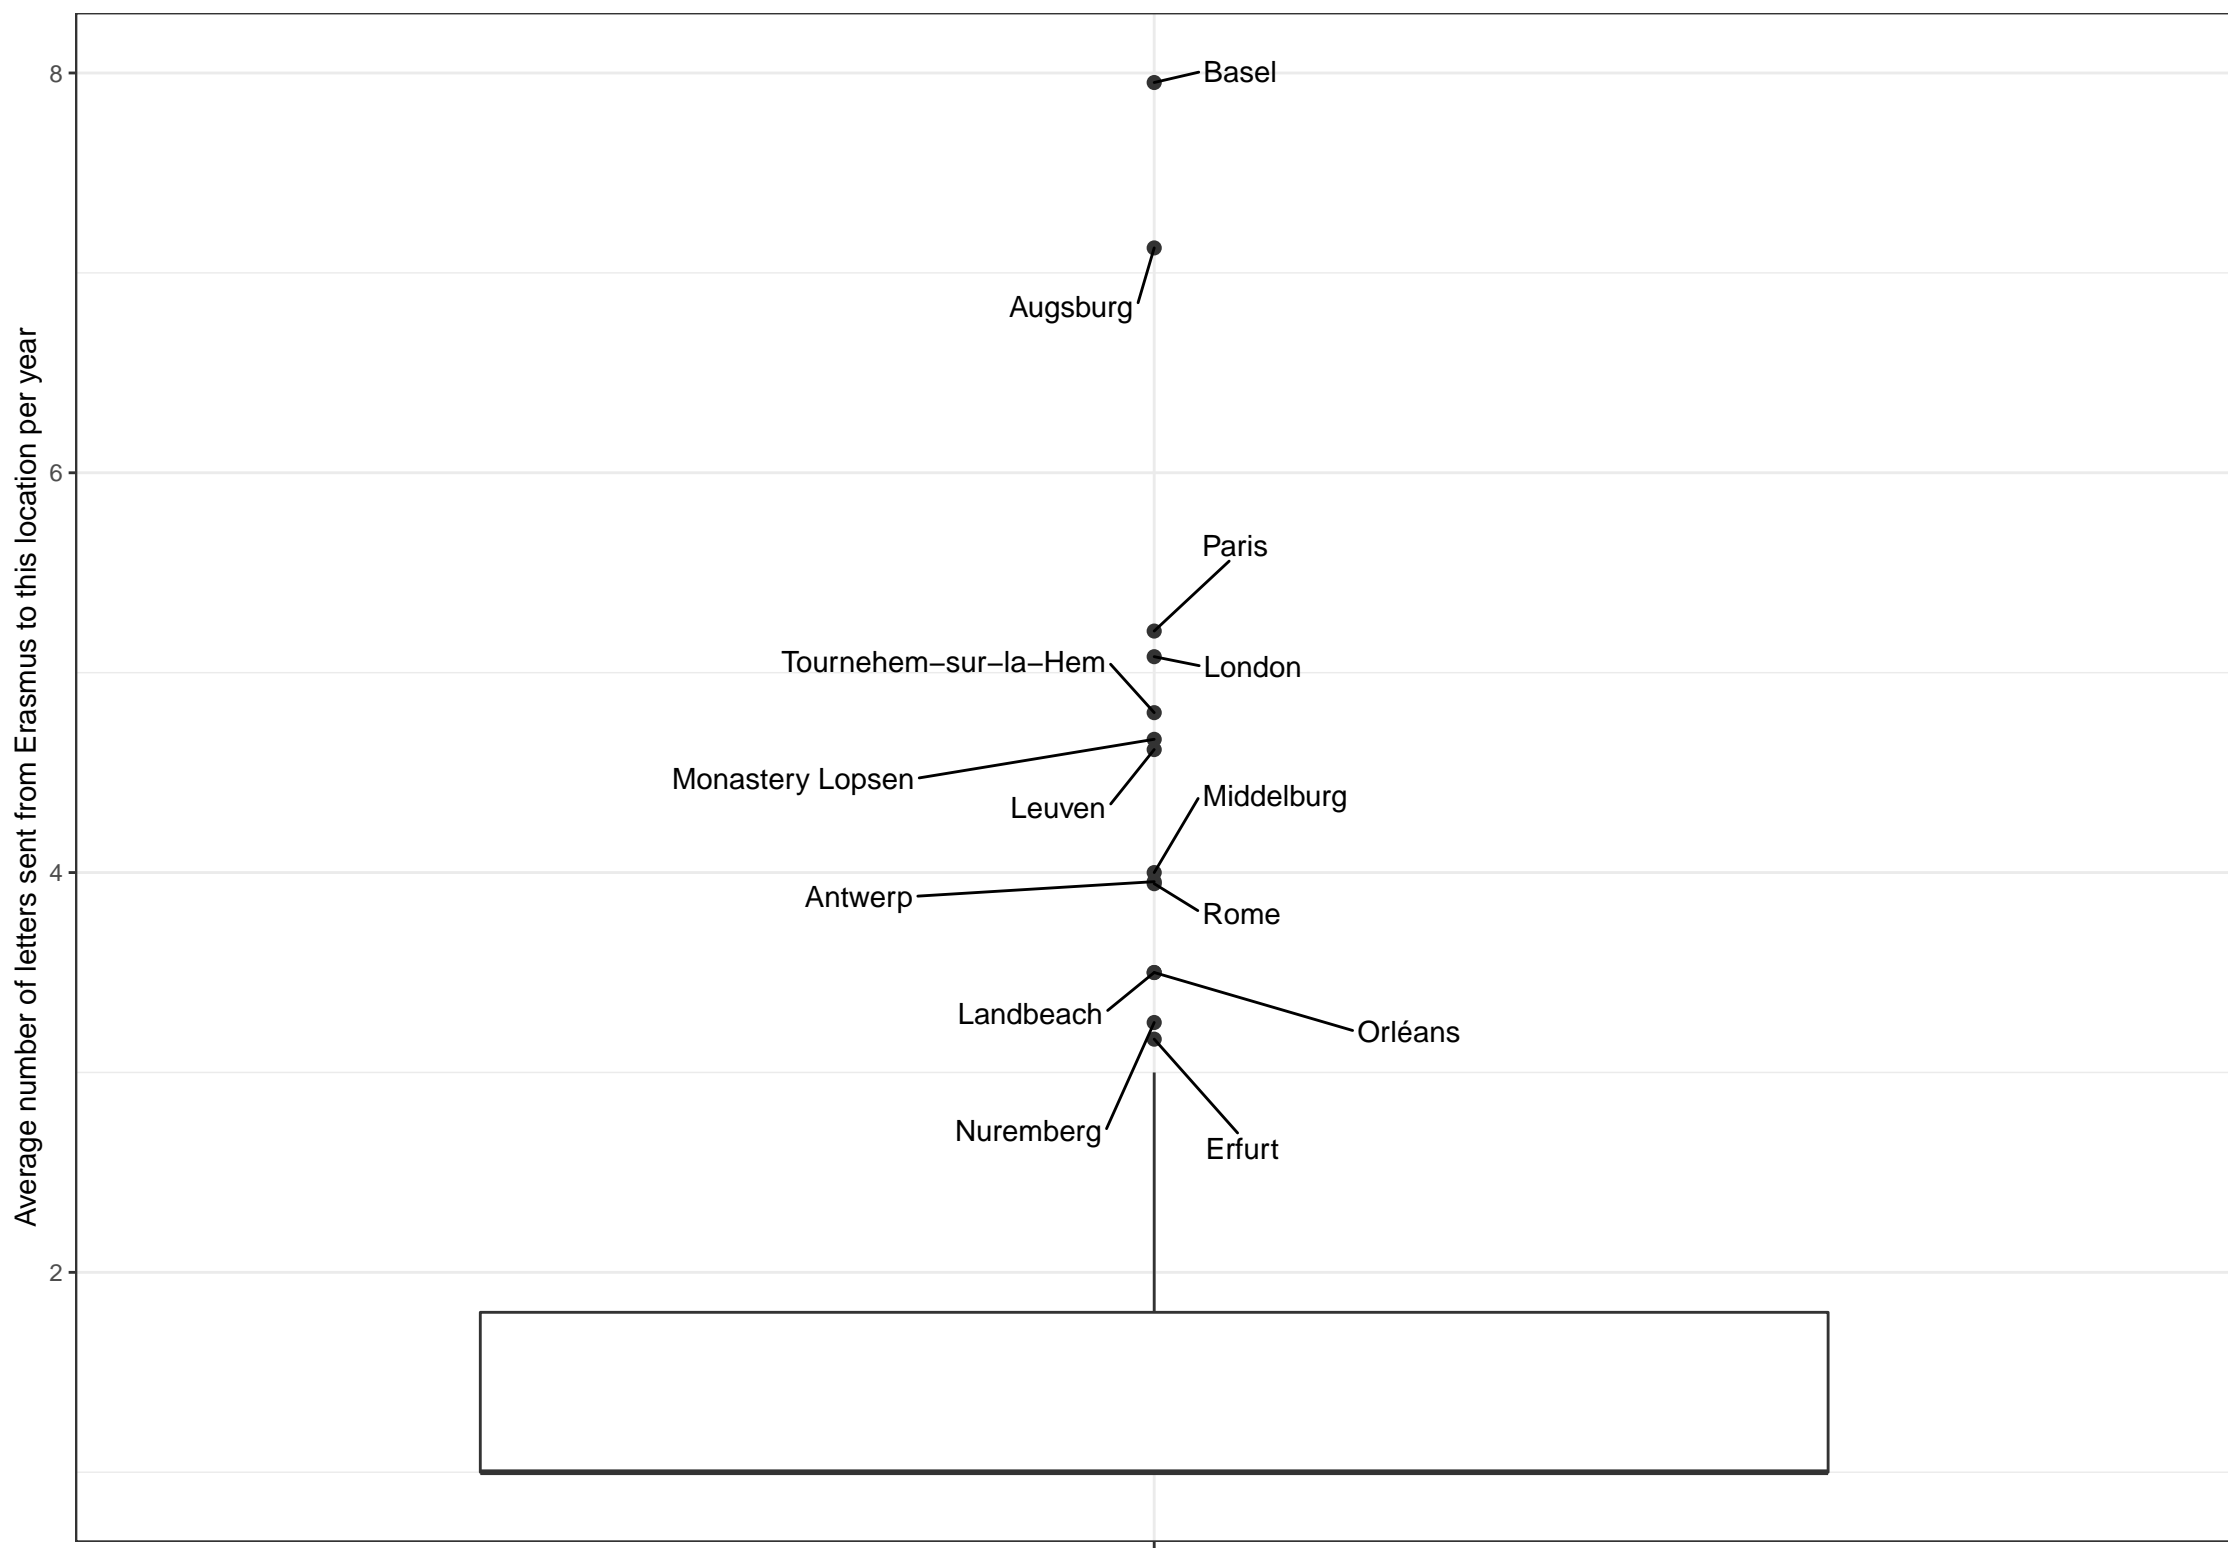 Average number of letters sent from Erasmus to this location per year
8
6
4
2
Basel
Augsburg
Paris
Tournehem−sur−la−Hem
London
Monastery Lopsen
Leuven
Middelburg
Antwerp
Rome
Landbeach
Orléans
Nuremberg
Erfurt